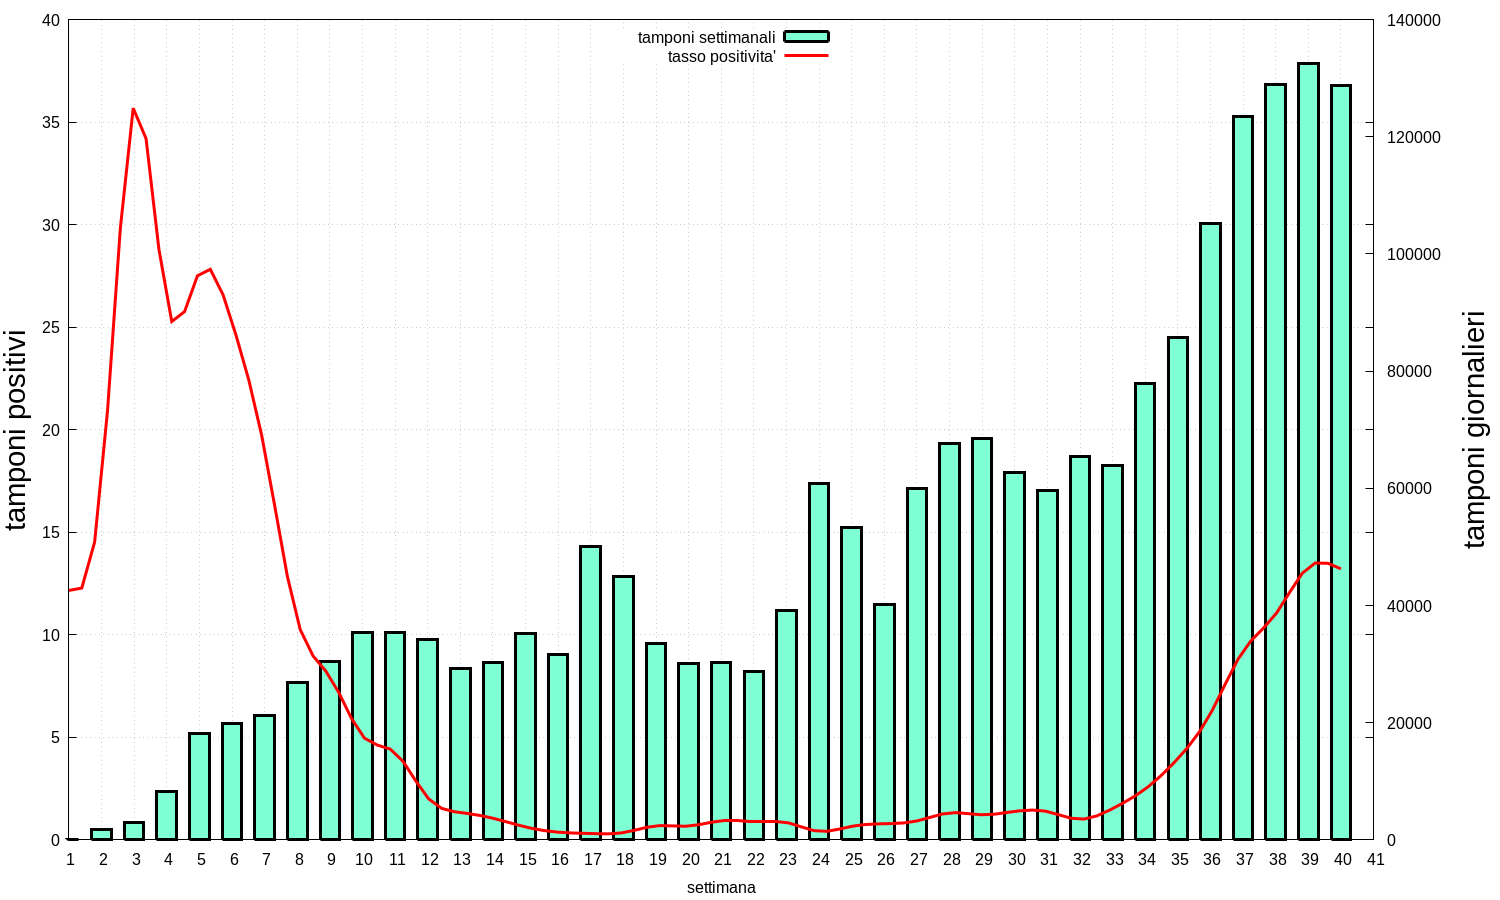 tamponi settimanali
tasso positivita'
40
35
30
25
20
15
10
5
0
tamponi positivi
140000
120000
100000
80000
60000
40000
20000
0
tamponi giornalieri
1 2 3 4 5 6 7 8 9 10 11 12 13 14 15 16 17 18 19 20 21 22 23 24 25 26 27 28 29 30 31 32 33 34 35 36 37 38 39 40 41
settimana